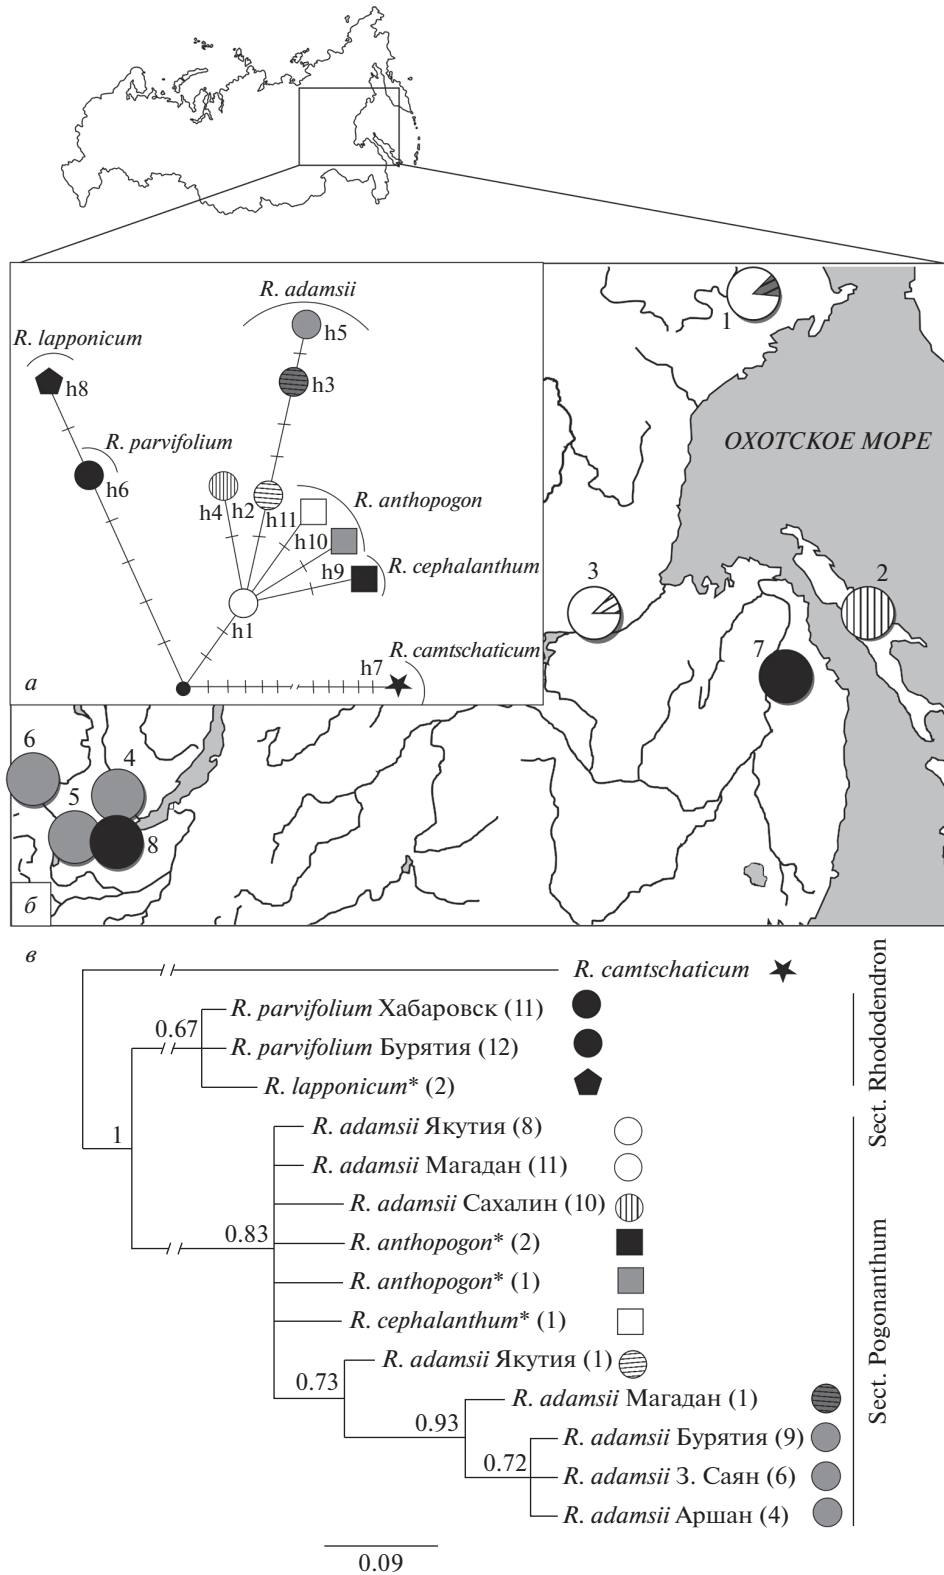 R. adamsii
h5
R. lapponicum
h8
h3
R. parvifolium
h6
h4
h2
h11
R. anthopogon
h10
h9
R. cephalanthum
h1
R. camtschaticum
h7
а
1
ОХОТСКОЕ МОРЕ
3
2
7
6
4
5
8
б
в
R. camtschaticum
0.67
R. parvifolium Хабаровск (11)
R. parvifolium Бурятия (12)
R. lapponicum* (2)
Sect. Rhododendron
1
R. adamsii Якутия (8)
R. adamsii Магадан (11)
R. adamsii Сахалин (10)
0.83
R. anthopogon* (2)
R. anthopogon* (1)
R. cephalanthum* (1)
R. adamsii Якутия (1)
0.73
R. adamsii Магадан (1)
0.93
R. adamsii Бурятия (9)
0.72
R. adamsii З. Саян (6)
R. adamsii Аршан (4)
Sect. Pogonanthum
0.09